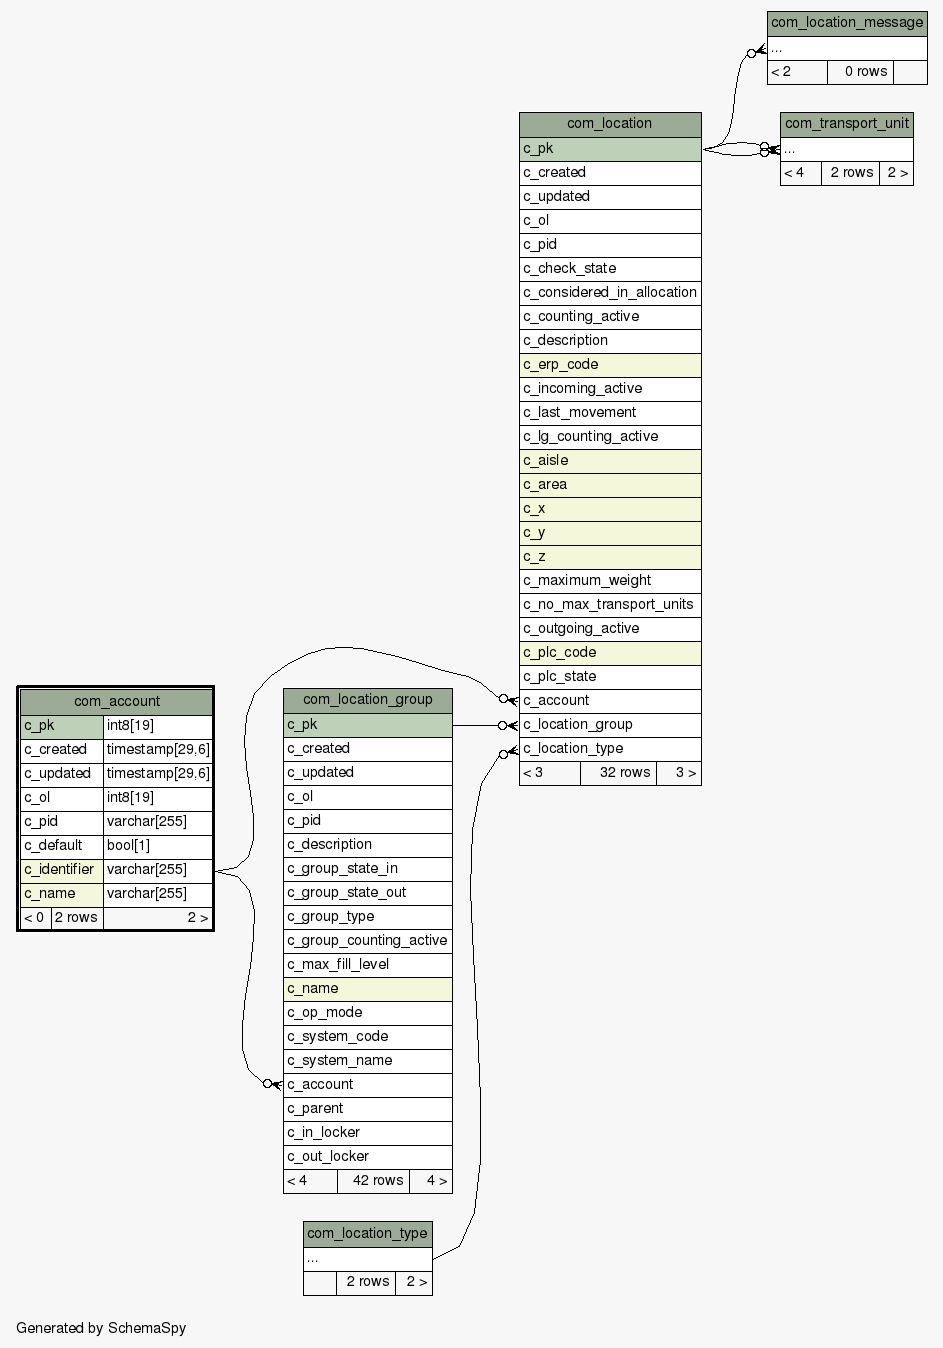 com_location_message
...
< 2 0 rows
com_transport_unit
...
< 4 2 rows 2 >
com_location
c_pk
c_created
c_updated
c_ol
c_pid
c_check_state
c_considered_in_allocation
c_counting_active
c_description
c_erp_code
c_incoming_active
c_last_movement
c_lg_counting_active
c_aisle
c_area
c_x
c_y
c_z
c_maximum_weight
c_no_max_transport_units
c_outgoing_active
c_plc_code
c_plc_state
c_account
c_location_group
c_location_type
< 3 32 rows 3 >
com_account
c_pk int8[19]
c_created timestamp[29,6]
c_updated timestamp[29,6]
c_ol int8[19]
c_pid varchar[255]
c_default bool[1]
c_identifier varchar[255]
c_name varchar[255]
< 0 2 rows 2 >
com_location_group
c_pk
c_created
c_updated
c_ol
c_pid
c_description
c_group_state_in
c_group_state_out
c_group_type
c_group_counting_active
c_max_fill_level
c_name
c_op_mode
c_system_code
c_system_name
c_account
c_parent
c_in_locker
c_out_locker
< 4 42 rows 4 >
com_location_type
...
2 rows 2 >
Generated by SchemaSpy